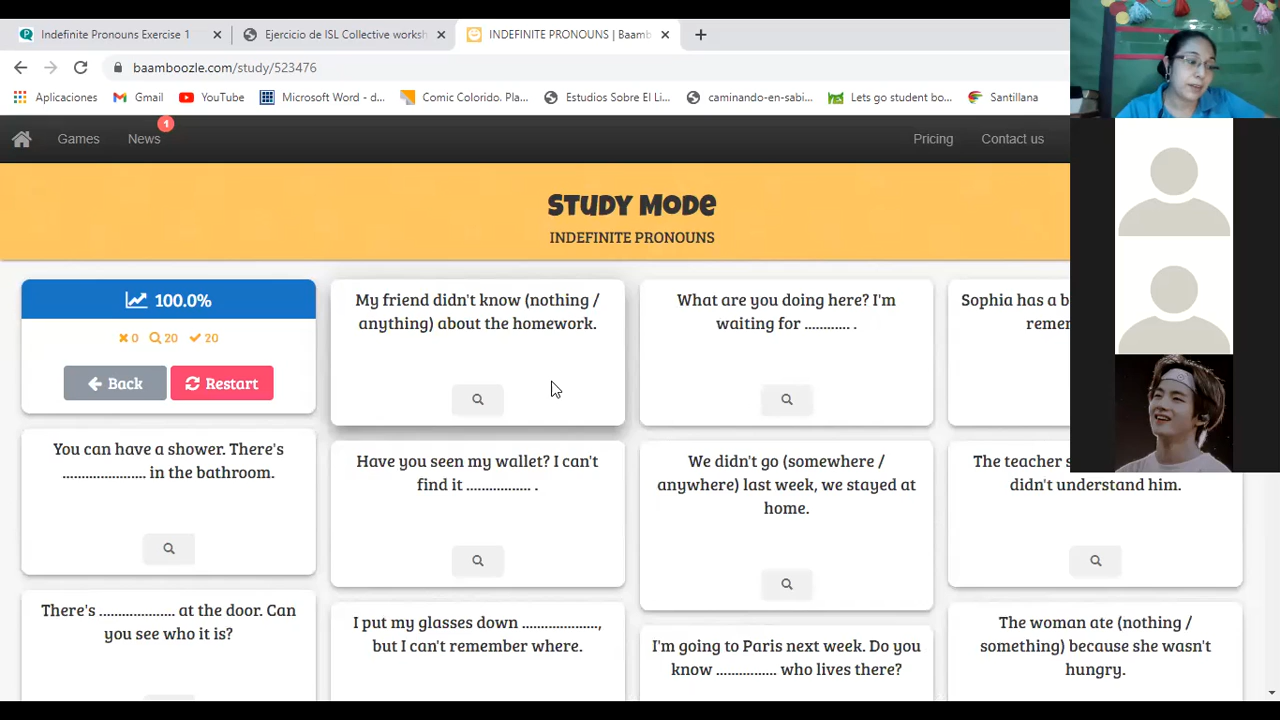 Indefinite Pronouns Exercise 1
Ejercicio de ISL Collective worksh
INDEFINITE PRONOUNS | Baamb
baamboozle.com/study/523476
Aplicaciones
Gmail
YouTube
Microsoft Word - d...
Comic Colorido. Pla...
Estudios Sobre El Li...
caminando-en-sabi...
Lets go student bo...
Santillana
Games
News
1
Pricing
Contact us
STUDY MODE
INDEFINITE PRONOUNS
100.0%
0 20 20
Back
Restart
My friend didn't know (nothing /
anything) about the homework.
What are you doing here? I'm
waiting for ............ .
Sophia has a b
remem
You can have a shower. There's
..................... in the bathroom.
Have you seen my wallet? I can't
find it ................ .
We didn't go (somewhere /
anywhere) last week, we stayed at
home.
The teacher s
didn't understand him.
There's ................... at the door. Can
you see who it is?
I put my glasses down ...................,
but I can't remember where.
I'm going to Paris next week. Do you
know ............... who lives there?
The woman ate (nothing /
something) because she wasn't
hungry.